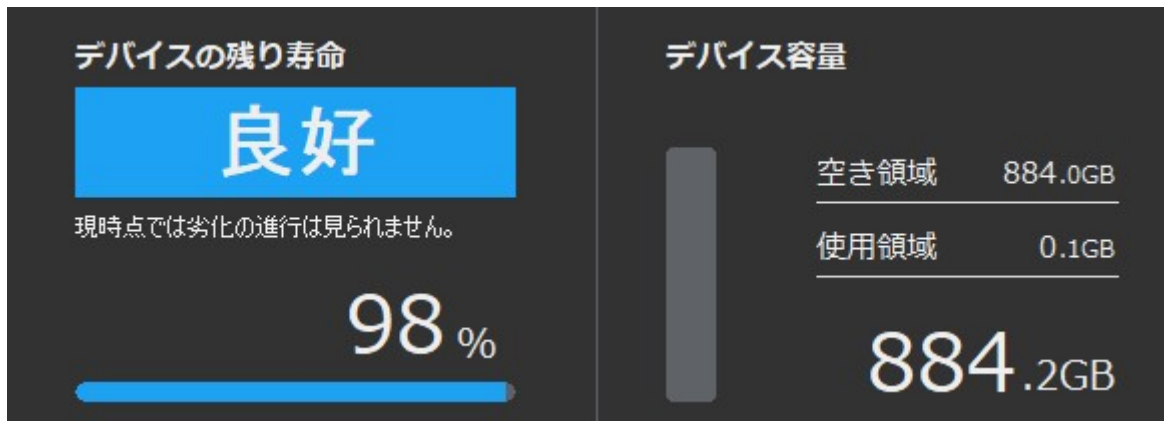 デバイスの残り寿命
良好
現時点では劣化の進行は見られません。
98 %
デバイス容量
空き領域 884.0GB
使用領域 0.1GB
884.2GB